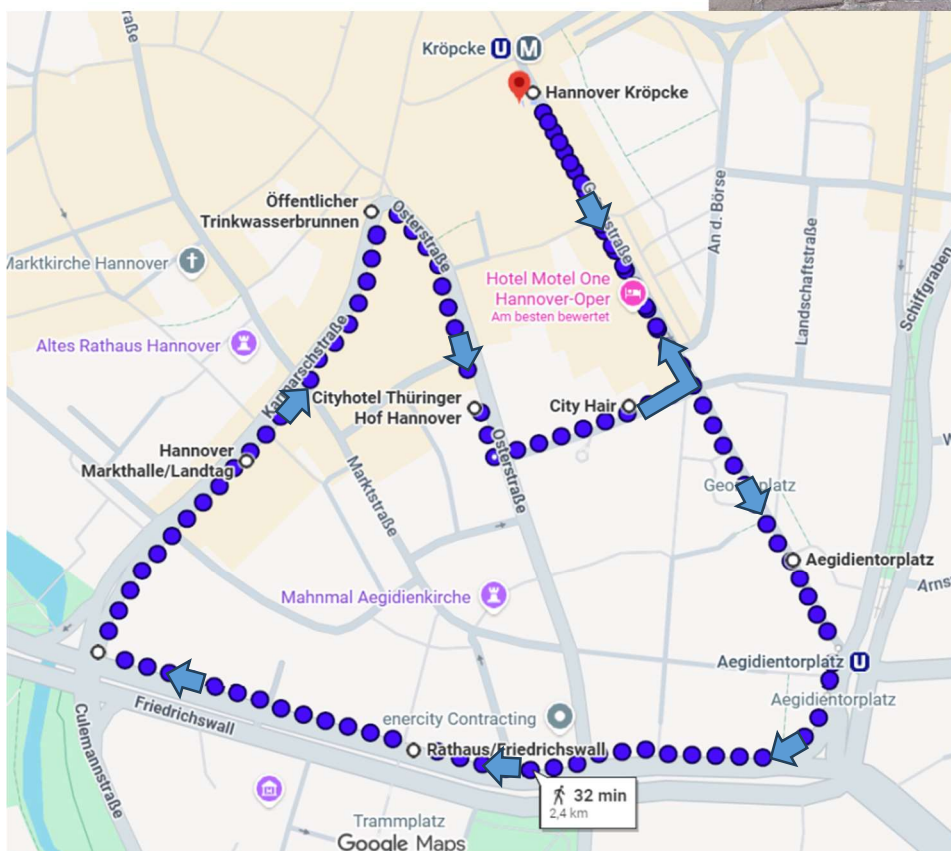 Kröpcke U M
Hannover Kröpcke
Öffentlicher
Trinkwasserbrunnen
Osterstraße
An d. Börse
Landschaftstraße
Schiffgraben
Marktkirche Hannover
Hotel Motel One
Hannover-Oper
Am besten bewertet
Altes Rathaus Hannover
Karmarschstraße
Cityhotel Thüringer
Hof Hannover
City Hair
Hannover
Markthalle/Landtag
Osterstraße
Marktstraße
Aegidientorplatz
Mahnmal Aegidienkirche
Aegidientorplatz U
Aegidientorplatz
Friedrichswall
Culemannstraße
enercity Contracting
Rathaus/Friedrichswall
32 min
2,4 km
Trammplatz
Google Maps